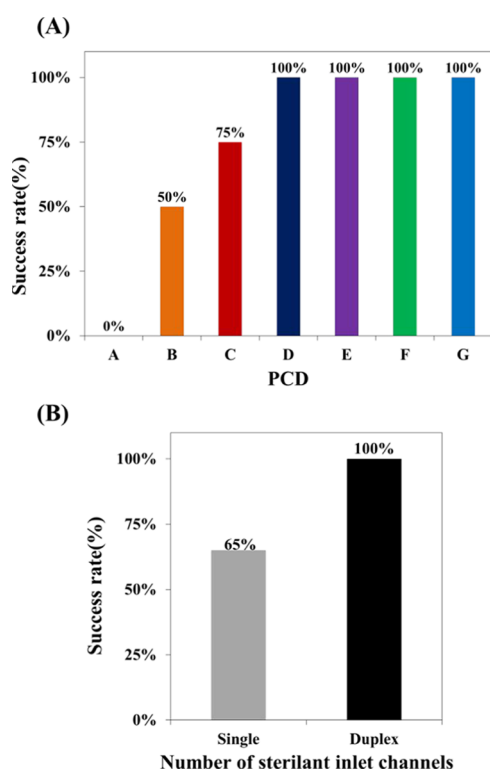 (A)
Success rate(%)
100%
75%
50%
25%
0%
0%
50%
75%
100%
100%
100%
100%
A B C D E F G
PCD
(B)
Success rate(%)
100%
75%
50%
25%
0%
65%
100%
Single Duplex
Number of sterilant inlet channels